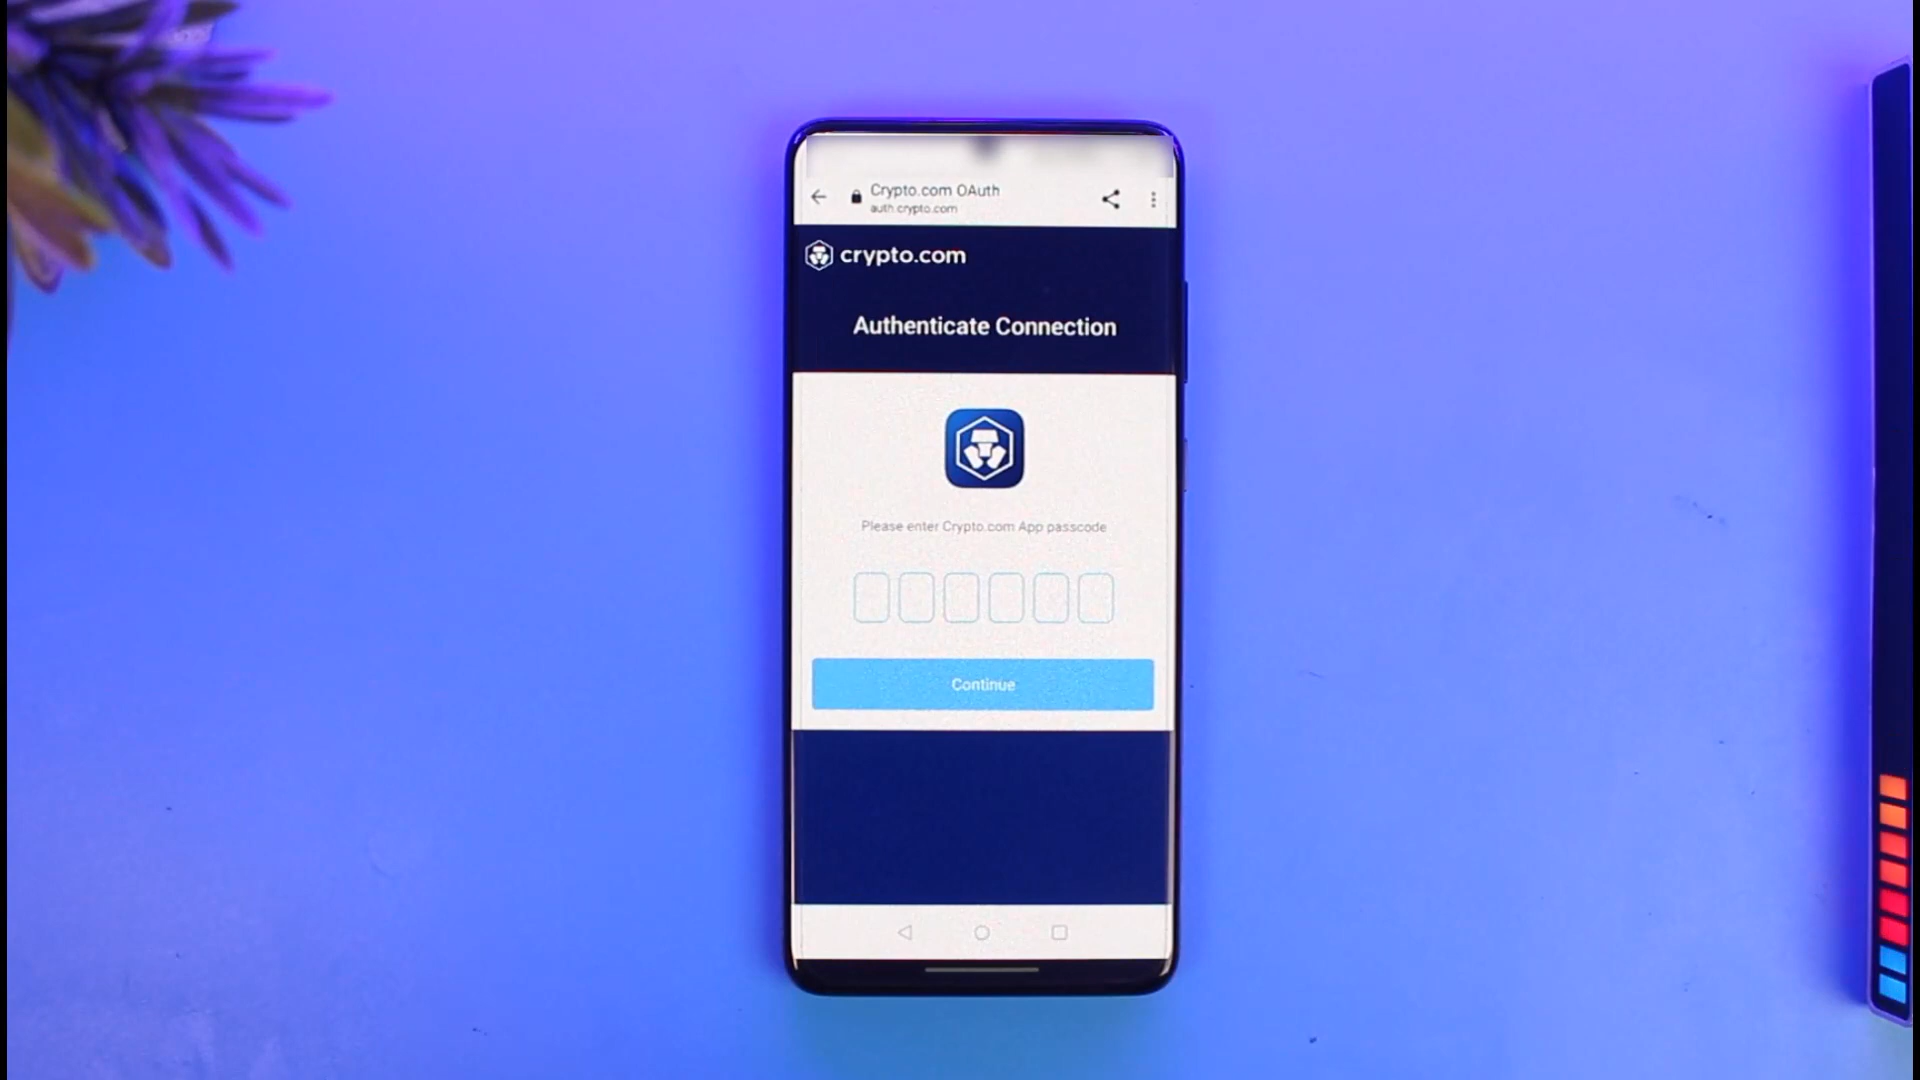 Crypto.com OAuth
auth.crypto.com
crypto.com
Authenticate Connection
Please enter Crypto.com App passcode
Continue